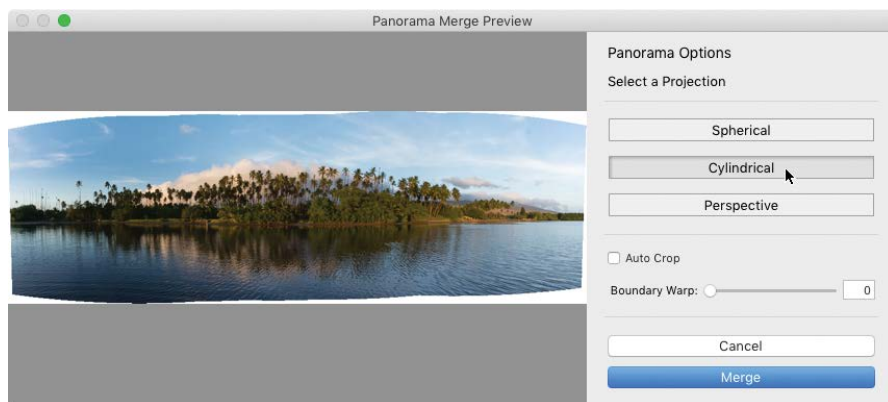 Panorama Merge Preview
Panorama Options
Select a Projection
Spherical
Cylindrical
Perspective
Auto Crop
Boundary Warp: 0
Cancel
Merge